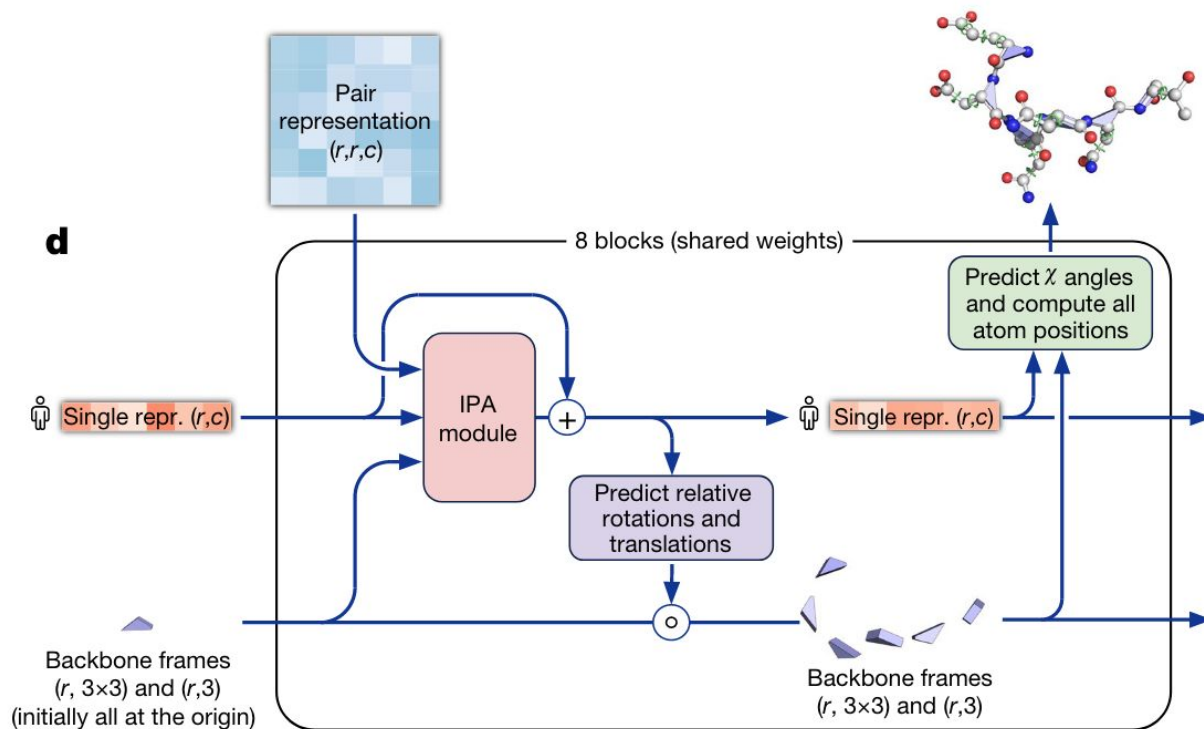 Pair
representation
(r,r,c)
d
8 blocks (shared weights)
Predict χ angles
and compute all
atom positions
IPA
module
Single repr. (r,c)
+
Single repr. (r,c)
Predict relative
rotations and
translations
Backbone frames
(r, 3×3) and (r,3)
(initially all at the origin)
Backbone frames
(r, 3×3) and (r,3)